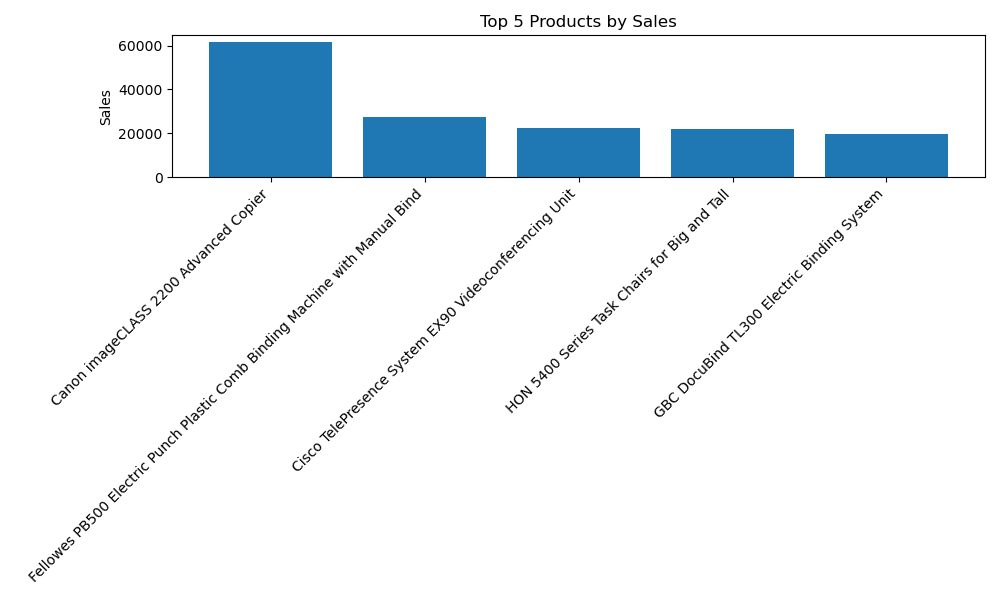 Top 5 Products by Sales
Sales
60000
40000
20000
0
Canon imageCLASS 2200 Advanced Copier
Fellowes PB500 Electric Punch Plastic Comb Binding Machine with Manual Bind
Cisco TelePresence System EX90 Videoconferencing Unit
HON 5400 Series Task Chairs for Big and Tall
GBC DocuBind TL300 Electric Binding System